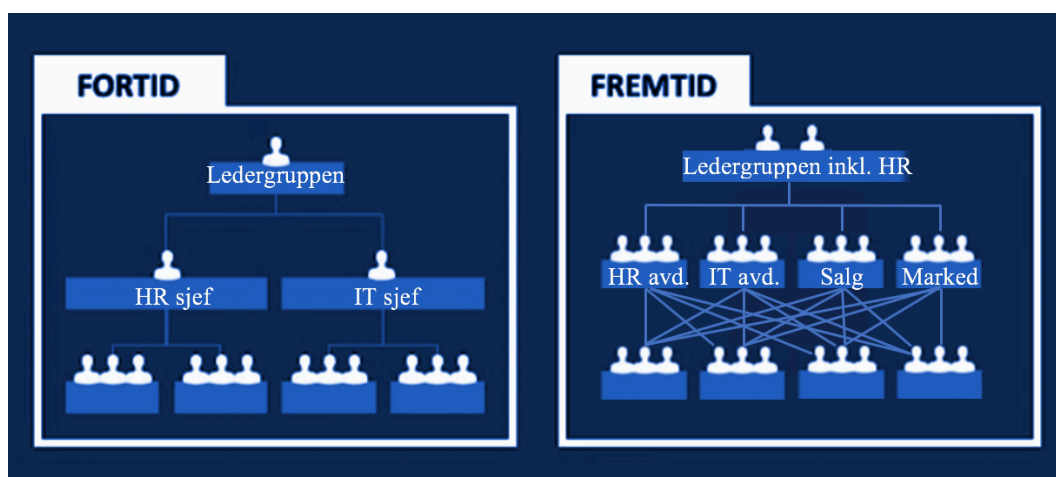 FORTID
Ledergruppen
HR sjef
IT sjef
FREMTID
Ledergruppen inkl. HR
HR avd.
IT avd.
Salg
Marked